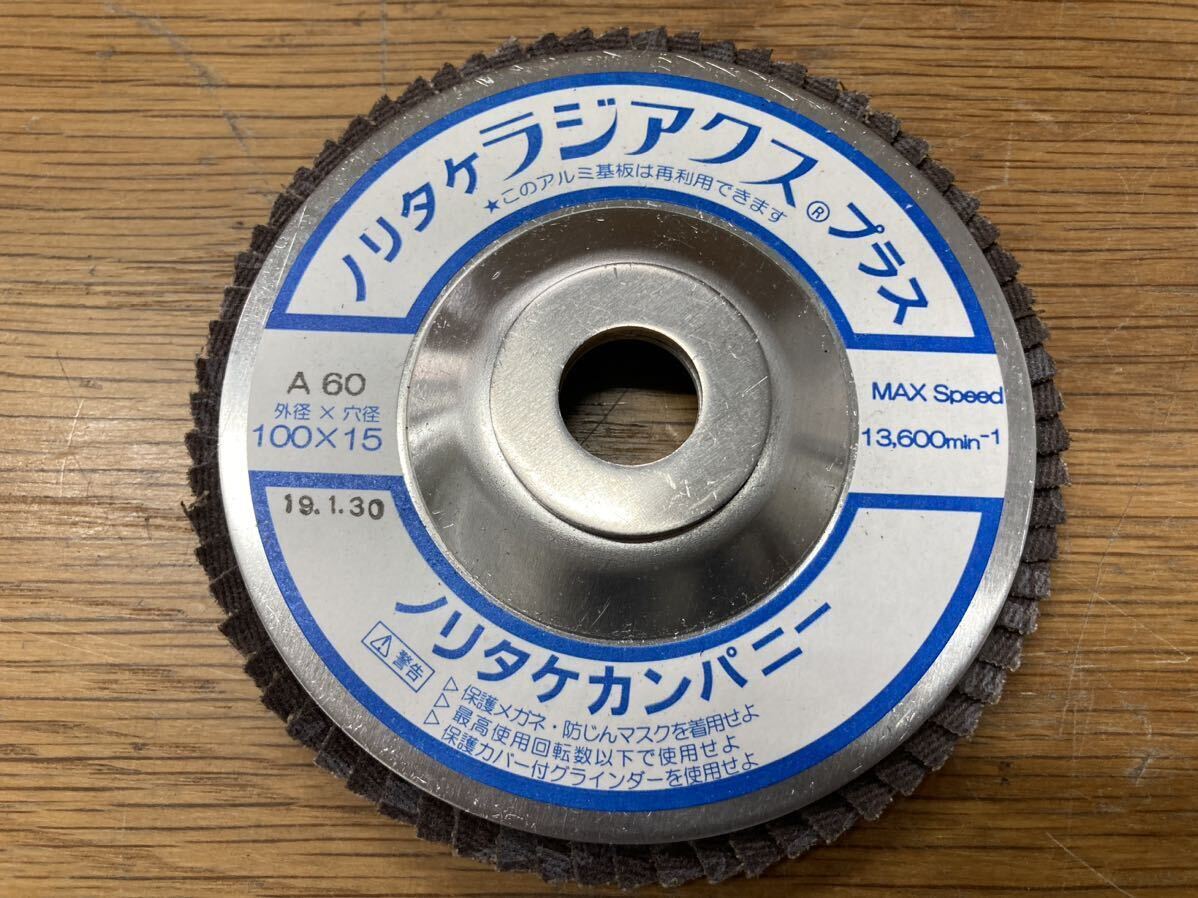 ノリタケラジアクス®プラス
★このアルミ基板は再利用できます
A 60
外径×穴径
100×15
MAX Speed
13,600min⁻¹
19.1.30
ノリタケカンパニー
⚠警告
▷保護メガネ・防じんマスクを着用せよ
▷最高使用回転数以下で使用せよ
▷保護カバー付グラインダーを使用せよ